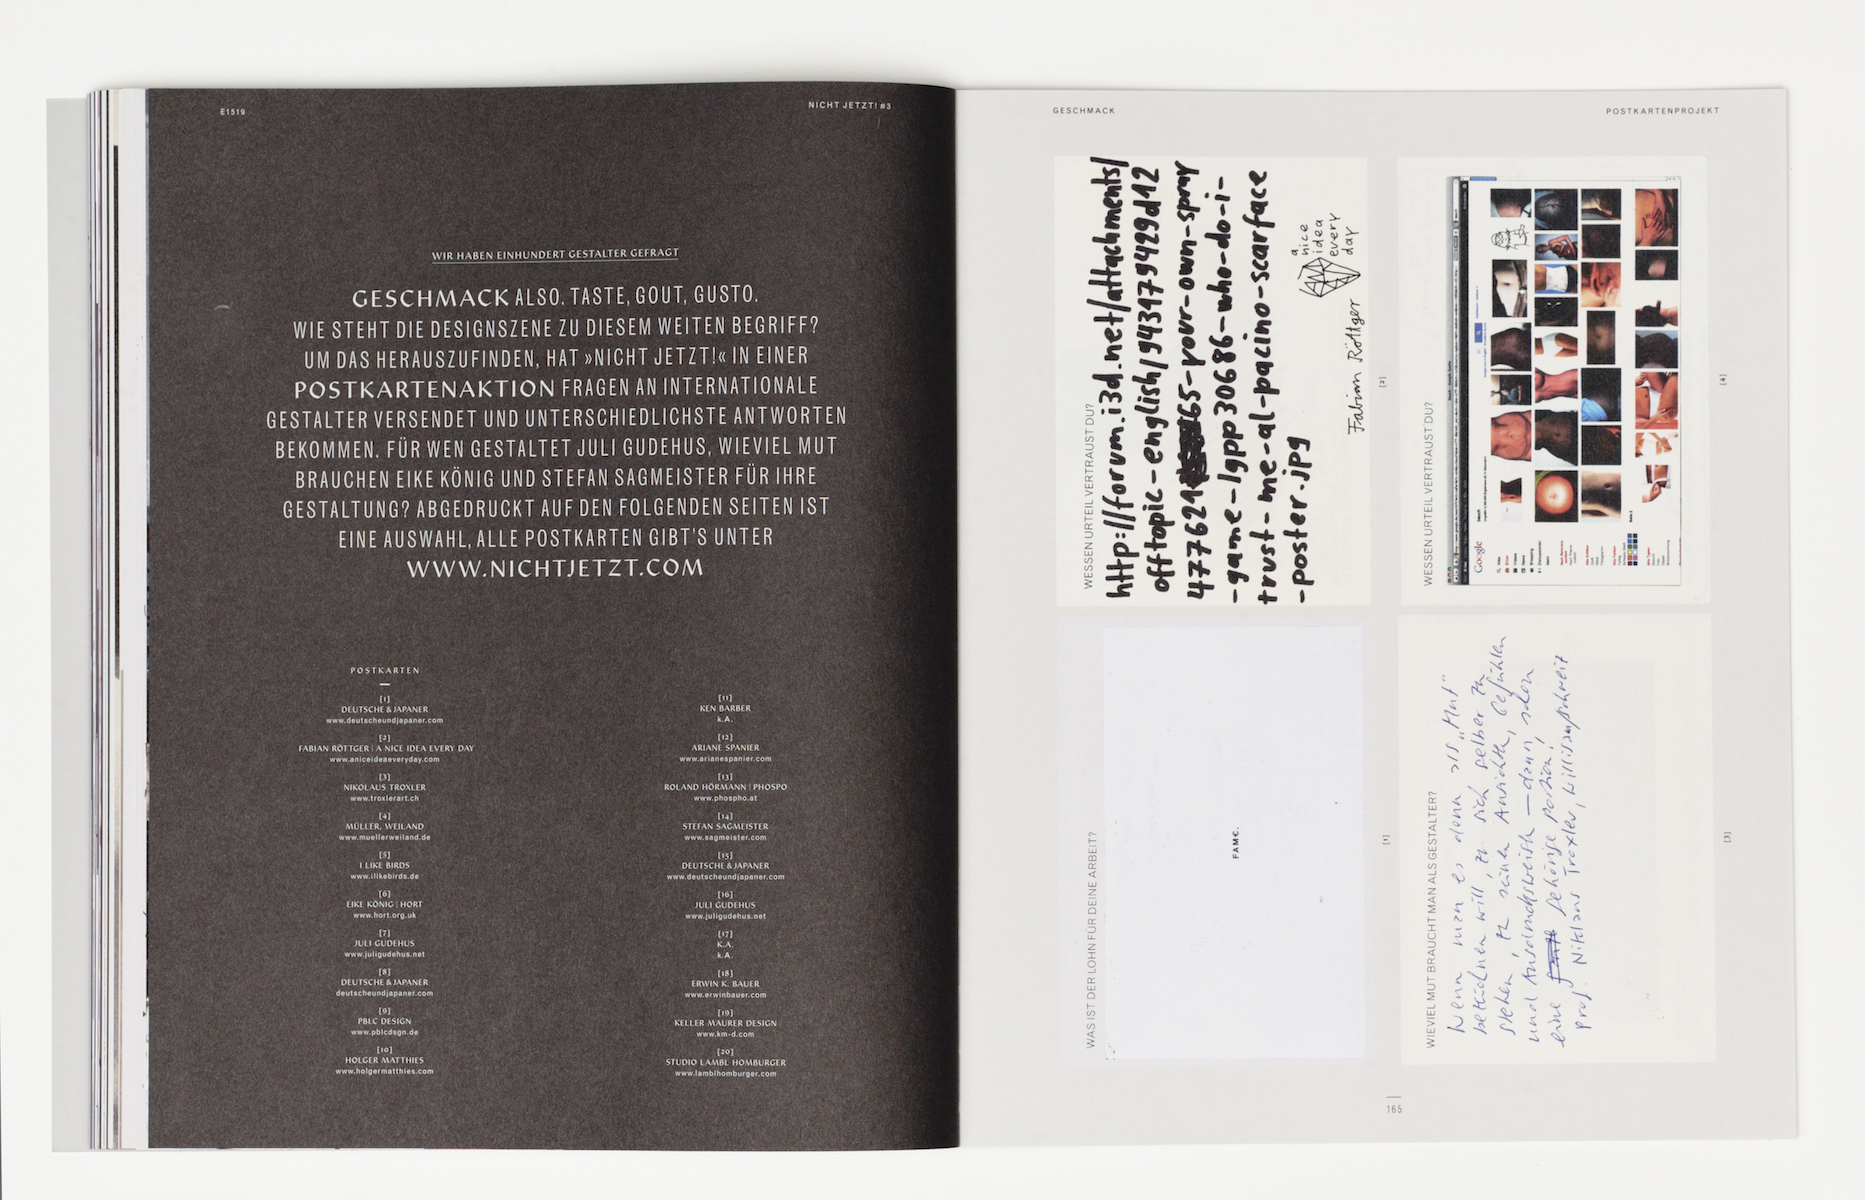 E1519
NICHT JETZT! #3
WIR HABEN EINHUNDERT GESTALTER GEFRAGT
GESCHMACK ALSO. TASTE, GOUT, GUSTO.
WIE STEHT DIE DESIGNSZENE ZU DIESEM WEITEN BEGRIFF?
UM DAS HERAUSZUFINDEN, HAT »NICHT JETZT!« IN EINER
POSTKARTENAKTION FRAGEN AN INTERNATIONALE
GESTALTER VERSENDET UND UNTERSCHIEDLICHSTE ANTWORTEN
BEKOMMEN. FÜR WEN GESTALTET JULI GUDEHUS, WIEVIEL MUT
BRAUCHEN EIKE KÖNIG UND STEFAN SAGMEISTER FÜR IHRE
GESTALTUNG? ABGEDRUCKT AUF DEN FOLGENDEN SEITEN IST
EINE AUSWAHL, ALLE POSTKARTEN GIBT'S UNTER
WWW.NICHTJETZT.COM
POSTKARTEN
[1]
DEUTSCHE & JAPANER
www.deutscheundjapaner.com
[2]
FABIAN RÖTTGER | A NICE IDEA EVERY DAY
www.aniceideaeveryday.com
[3]
NIKOLAUS TROXLER
www.troxlerart.ch
[4]
MÜLLER, WEILAND
www.muellerweiland.de
[5]
I LIKE BIRDS
www.ilikebirds.de
[6]
EIKE KÖNIG | HORT
www.hort.org.uk
[7]
JULI GUDEHUS
www.juligudehus.net
[8]
DEUTSCHE & JAPANER
deutscheundjapaner.com
[9]
PBLC DESIGN
www.pblcdsgn.de
[10]
HOLGER MATTHIES
www.holgermatthies.com
[11]
KEN BARBER
k.A.
[12]
ARIANE SPANIER
www.arianespanier.com
[13]
ROLAND HÖRMANN | PHOSPO
www.phospho.at
[14]
STEFAN SAGMEISTER
www.sagmeister.com
[15]
DEUTSCHE & JAPANER
www.deutscheundjapaner.com
[16]
JULI GUDEHUS
www.juligudehus.net
[17]
K.A.
k.A.
[18]
ERWIN K. BAUER
www.erwinbauer.com
[19]
KELLER MAURER DESIGN
www.km-d.com
[20]
STUDIO LAMBL HOMBURGER
www.lamblhomburger.com
GESCHMACK
POSTKARTENPROJEKT
WESSEN URTEIL VERTRAUST DU?
http://forum.i3d.net/attachments/
offtopic-english/943479429d12
477621 65-your-own-spray
-game-lgpp30686-who-do-i-
trust-me-al-pacino-scarface
-poster.jpg
Fabian Röttger
a
nice
idea
every
day
[2]
WESSEN URTEIL VERTRAUST DU?
Google
[4]
WAS IST DER LOHN FÜR DEINE ARBEIT?
FAM€.
[1]
WIEVIEL MUT BRAUCHT MAN ALS GESTALTER?
Wenn man es denn als „Mut"
bezeichnen will, zu sich selber zu
stehen, zu seinen Ansichten, Gefühlen
und Ausdrucksweise — dann schon
eine gehörige portion!
prof. Niklaus Troxler, Willisau/schweiz
[3]
165